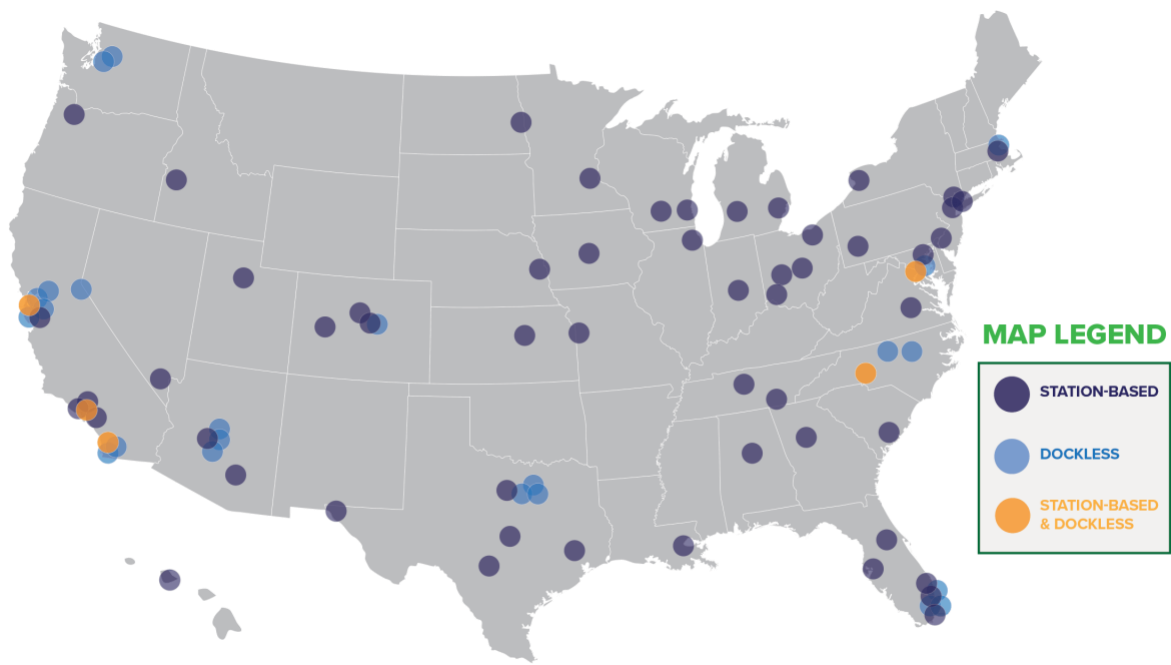 MAP LEGEND
STATION-BASED
DOCKLESS
STATION-BASED
& DOCKLESS